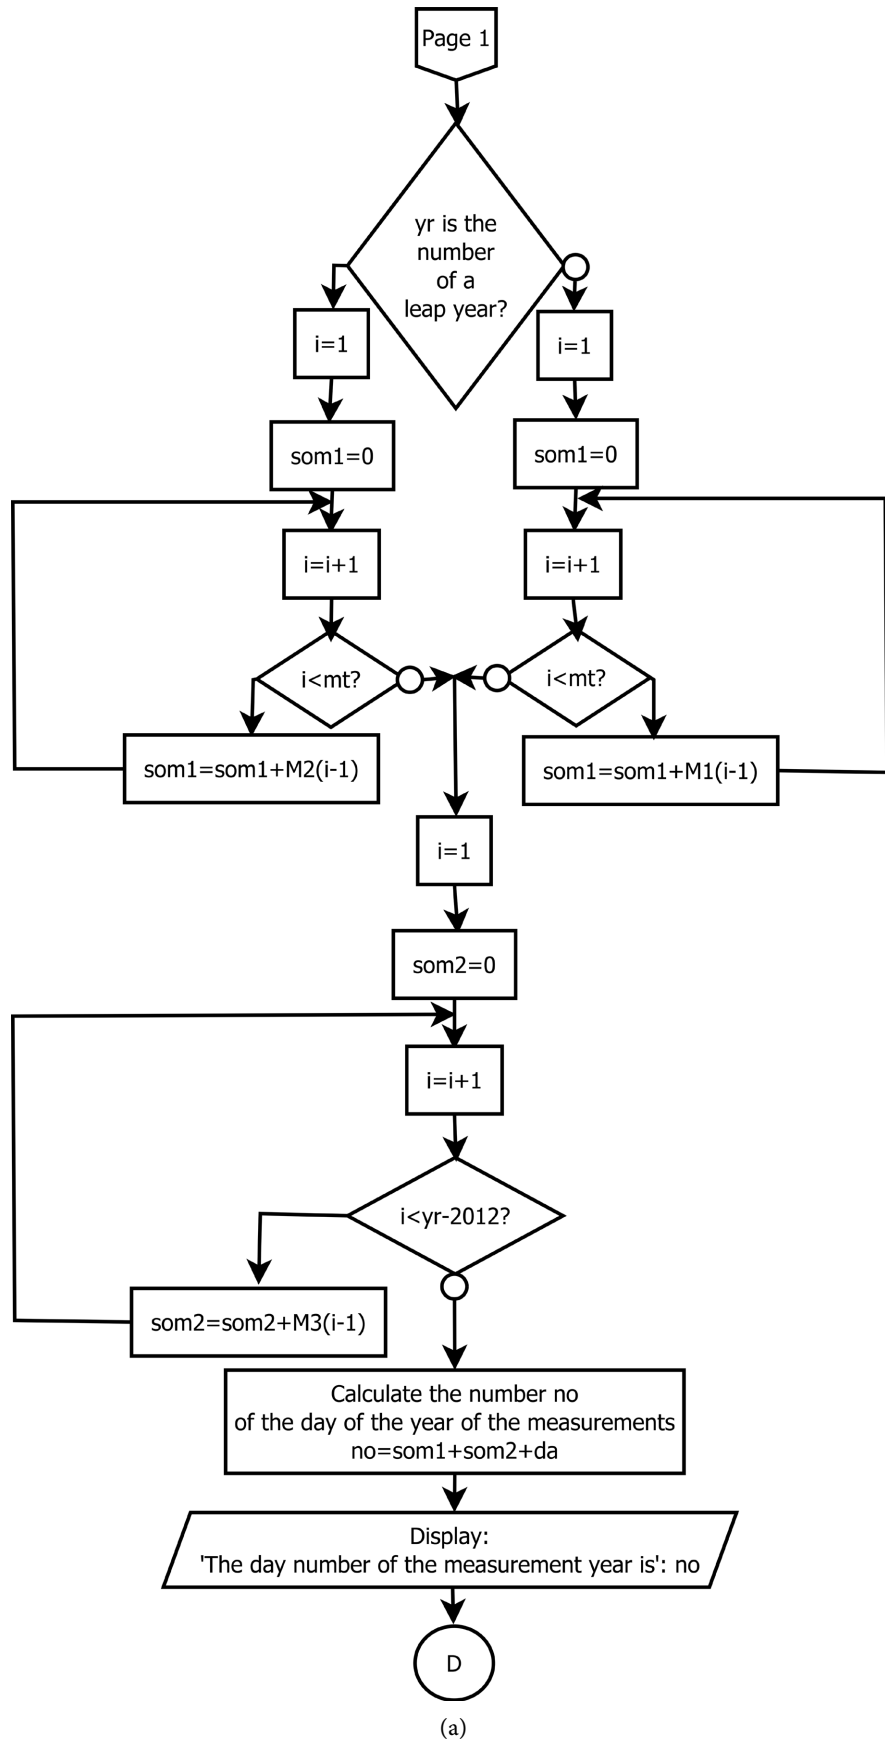 Page 1
yr is the
number
of a
leap year?
i=1
i=1
som1=0
som1=0
i=i+1
i=i+1
i<mt?
i<mt?
som1=som1+M2(i-1)
som1=som1+M1(i-1)
i=1
som2=0
i=i+1
i<yr-2012?
som2=som2+M3(i-1)
Calculate the number no
of the day of the year of the measurements
no=som1+som2+da
Display:
'The day number of the measurement year is': no
D
(a)